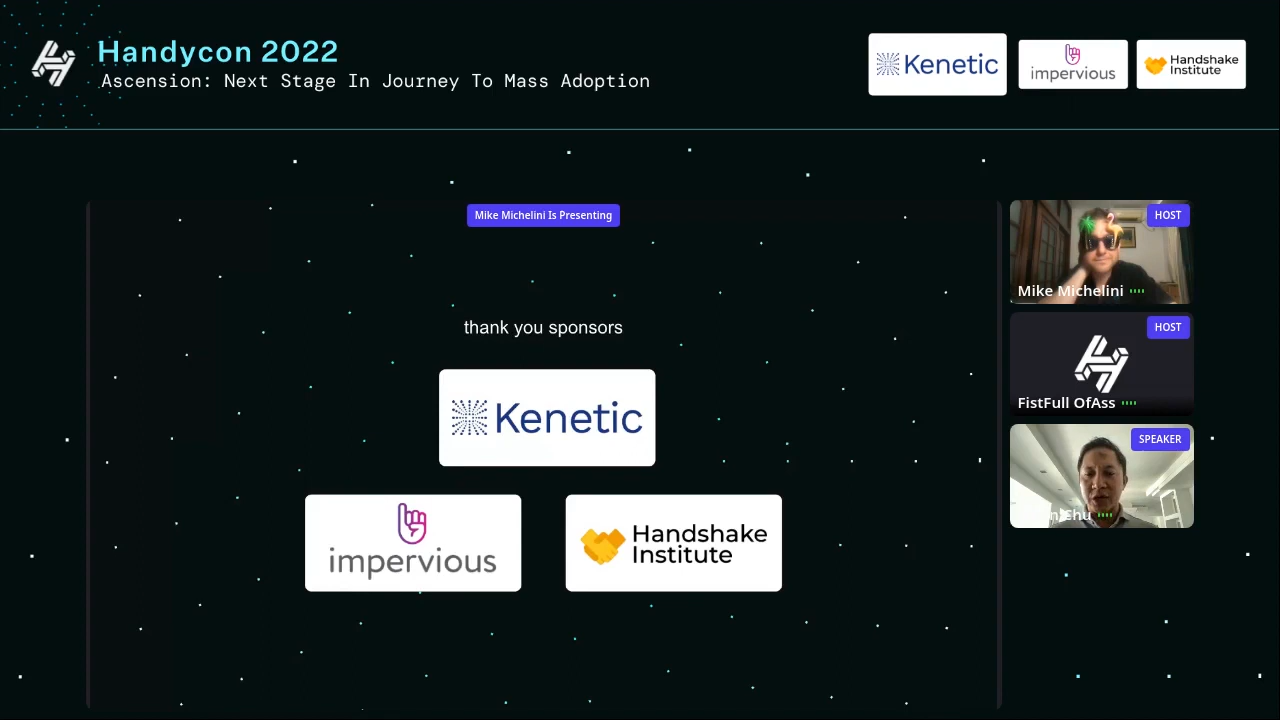 Handycon 2022
Ascension: Next Stage In Journey To Mass Adoption
Kenetic
impervious
Handshake
Institute
Mike Michelini Is Presenting
thank you sponsors
Kenetic
impervious
Handshake
Institute
HOST
Mike Michelini
HOST
FistFull OfAss
SPEAKER
Chu